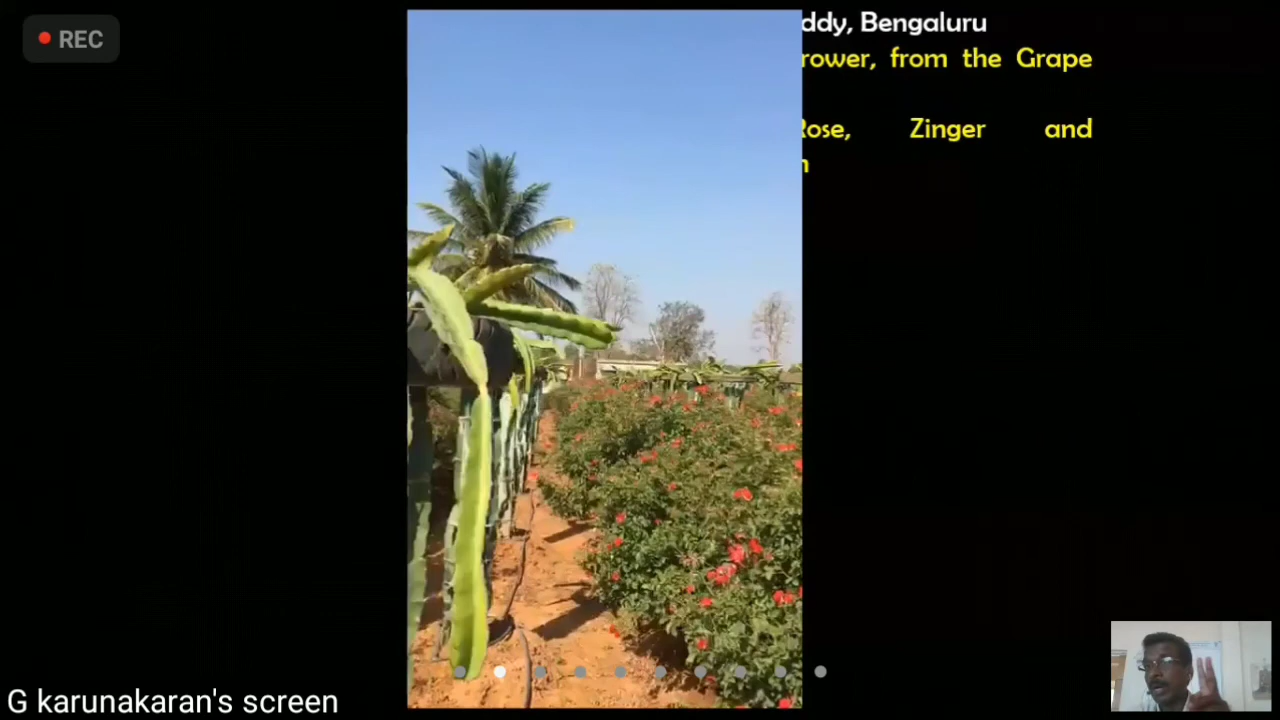 REC
ddy, Bengaluru
rower, from the Grape
Rose, Zinger and
n
G karunakaran's screen